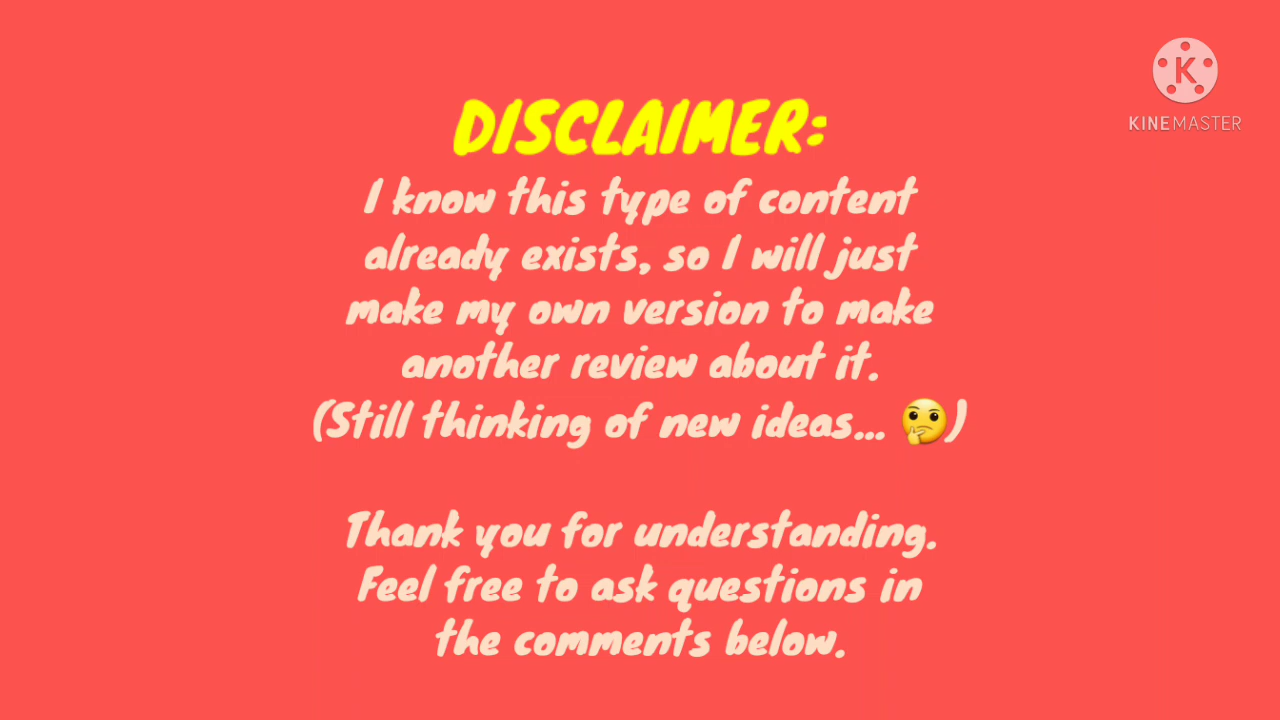 K
KINEMASTER
DISCLAIMER:
I know this type of content
already exists, so I will just
make my own version to make
another review about it.
(Still thinking of new ideas... 🤔)
Thank you for understanding.
Feel free to ask questions in
the comments below.